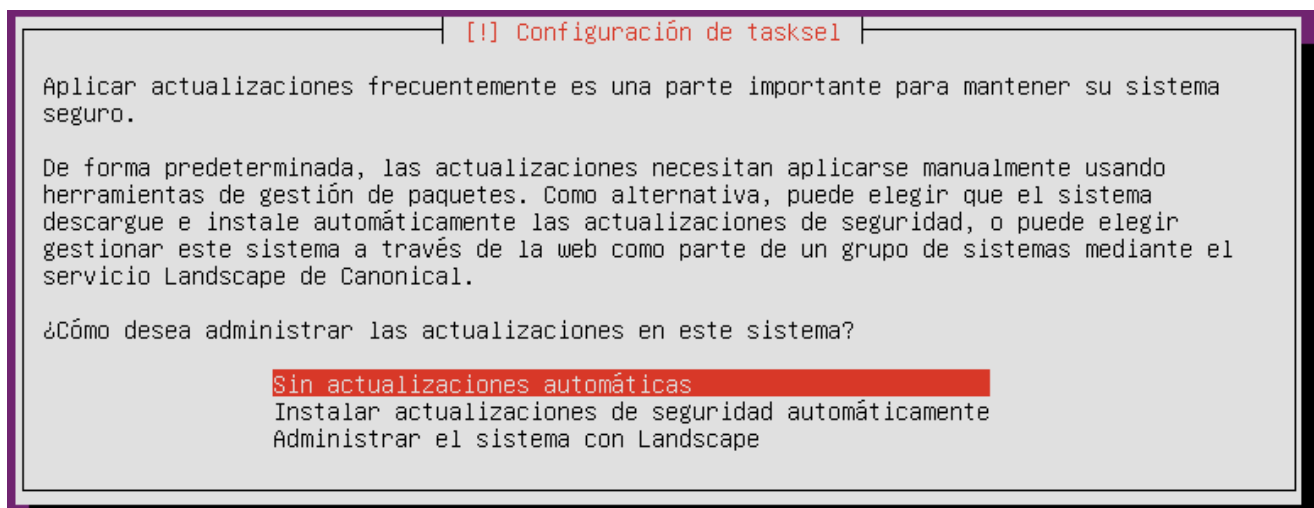 [!] Configuración de tasksel
Aplicar actualizaciones frecuentemente es una parte importante para mantener su sistema
seguro.
De forma predeterminada, las actualizaciones necesitan aplicarse manualmente usando
herramientas de gestión de paquetes. Como alternativa, puede elegir que el sistema
descargue e instale automáticamente las actualizaciones de seguridad, o puede elegir
gestionar este sistema a través de la web como parte de un grupo de sistemas mediante el
servicio Landscape de Canonical.
¿Cómo desea administrar las actualizaciones en este sistema?
Sin actualizaciones automáticas
Instalar actualizaciones de seguridad automáticamente
Administrar el sistema con Landscape